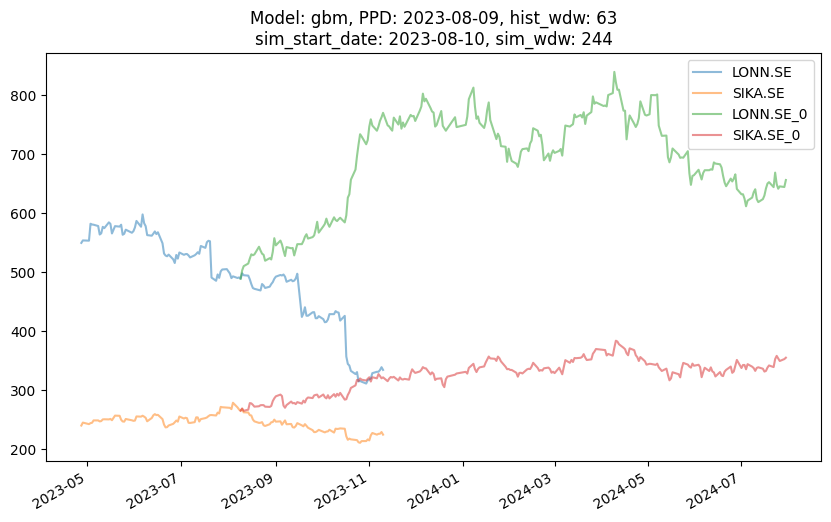 Model: gbm, PPD: 2023-08-09, hist_wdw: 63
sim_start_date: 2023-08-10, sim_wdw: 244
LONN.SE
SIKA.SE
LONN.SE_0
SIKA.SE_0
800
700
600
500
400
300
200
2023-05
2023-07
2023-09
2023-11
2024-01
2024-03
2024-05
2024-07